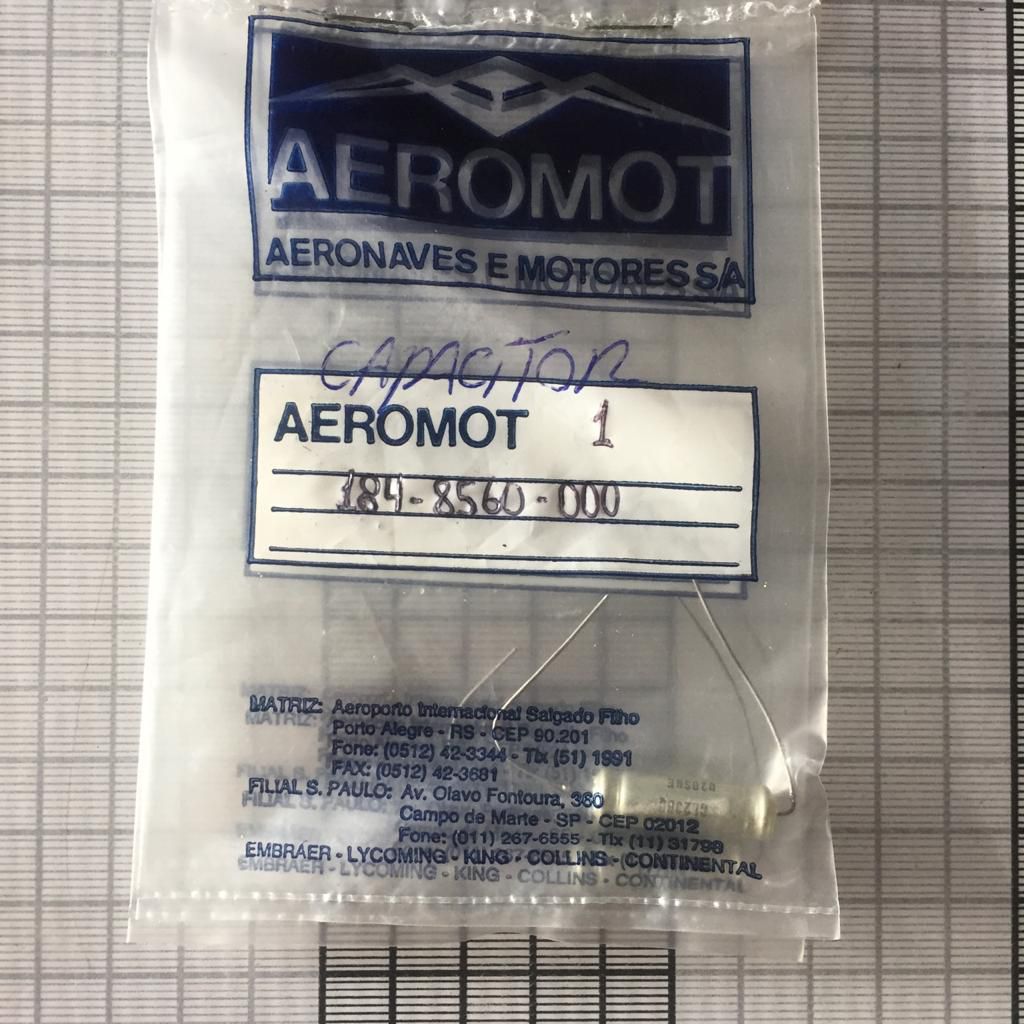 AEROMOT
AERONAVES E MOTORES S/A
CAPACITOR
AEROMOT 1
184-8560-000
MATRIZ: Aeroporto Internacional Salgado Filho
Porto Alegre - RS - CEP 90.201
Fone: (0512) 42-3344 - Tlx (51) 1991
FAX: (0512) 42-3681
FILIAL S. PAULO: Av. Olavo Fontoura, 360
Campo de Marte - SP - CEP 02012
Fone: (011) 267-6555 - Tlx (11) 31798
EMBRAER - LYCOMING - KING - COLLINS - CONTINENTAL